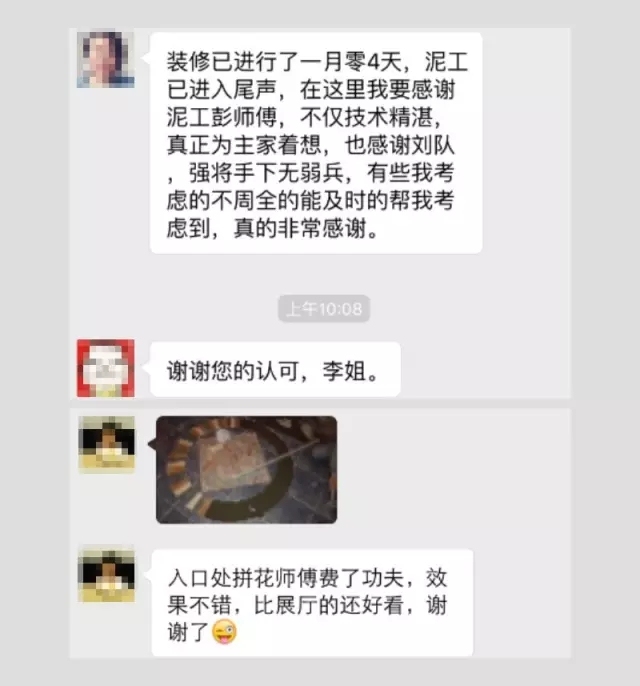 装修已进行了一月零4天，泥工
已进入尾声，在这里我要感谢
泥工彭师傅，不仅技术精湛，
真正为主家着想，也感谢刘队
，强将手下无弱兵，有些我考
虑的不周全的能及时的帮我考
虑到，真的非常感谢。
上午10:08
谢谢您的认可，李姐。
入口处拼花师傅费了功夫，效
果不错，比展厅的还好看，谢
谢了😜